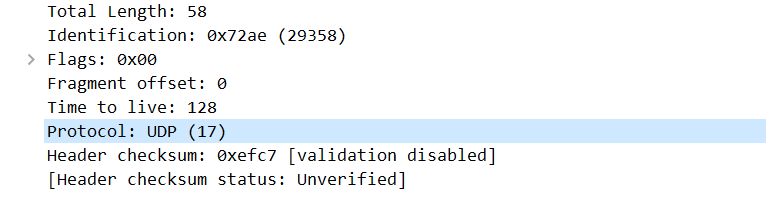 Total Length: 58
Identification: 0x72ae (29358)
Flags: 0x00
Fragment offset: 0
Time to live: 128
Protocol: UDP (17)
Header checksum: 0xefc7 [validation disabled]
[Header checksum status: Unverified]